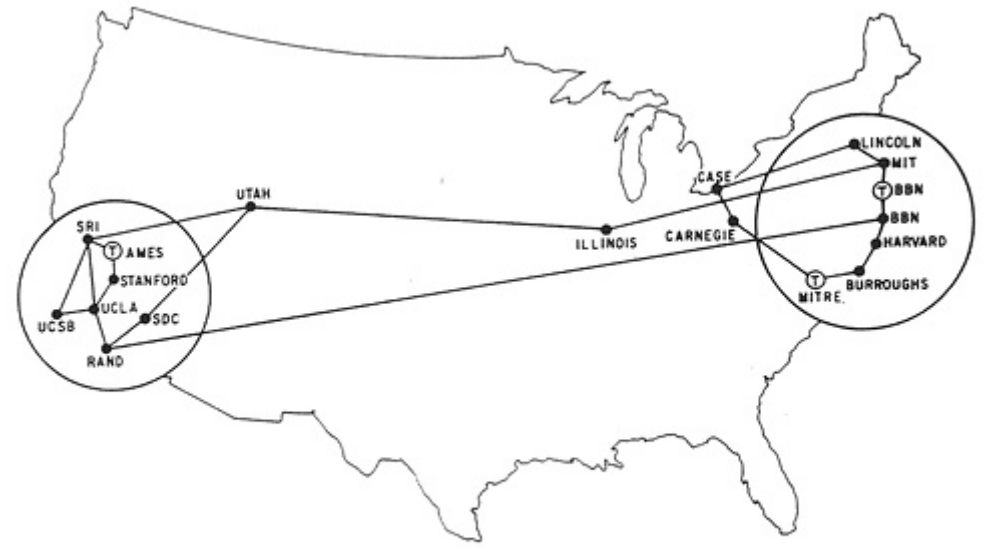 LINCOLN
MIT
T BBN
CASE
UTAH
BBN
SRI
ILLINOIS
CARNEGIE
HARVARD
T AMES
STANFORD
T
BURROUGHS
MITRE.
UCLA
SDC
UCSB
RAND